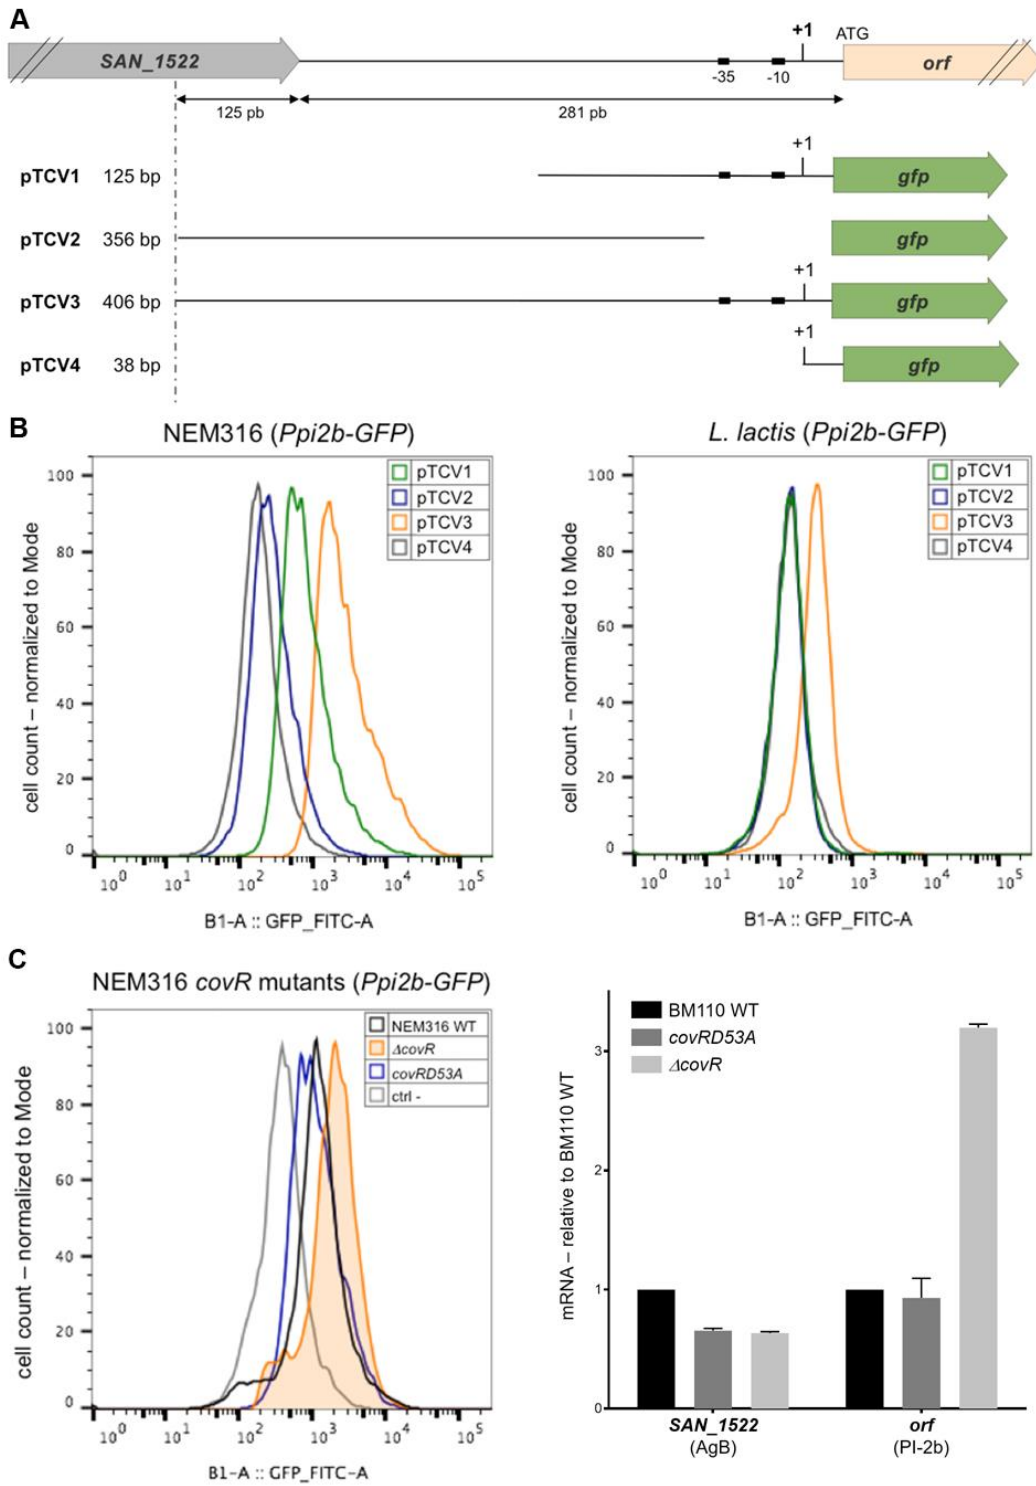 A
SAN_1522
-35
-10
+1
ATG
orf
125 pb
281 pb
pTCV1 125 bp
+1
gfp
pTCV2 356 bp
gfp
pTCV3 406 bp
+1
gfp
pTCV4 38 bp
+1
gfp
B
NEM316 (Ppi2b-GFP)
cell count – normalized to Mode
100
80
60
40
20
0
10^0 10^1 10^2 10^3 10^4 10^5
B1-A :: GFP_FITC-A
pTCV1
pTCV2
pTCV3
pTCV4
L. lactis (Ppi2b-GFP)
cell count – normalized to Mode
100
80
60
40
20
0
10^0 10^1 10^2 10^3 10^4 10^5
B1-A :: GFP_FITC-A
pTCV1
pTCV2
pTCV3
pTCV4
C
NEM316 covR mutants (Ppi2b-GFP)
cell count – normalized to Mode
100
80
60
40
20
0
10^0 10^1 10^2 10^3 10^4 10^5
B1-A :: GFP_FITC-A
NEM316 WT
ΔcovR
covRD53A
ctrl -
mRNA – relative to BM110 WT
3
2
1
0
BM110 WT
covRD53A
ΔcovR
SAN_1522
(AgB)
orf
(PI-2b)